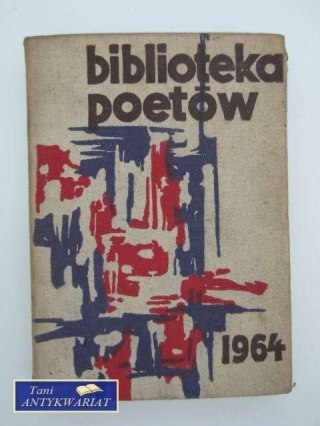 biblioteka
poetów
1964
Tani
ANTYKWARIAT